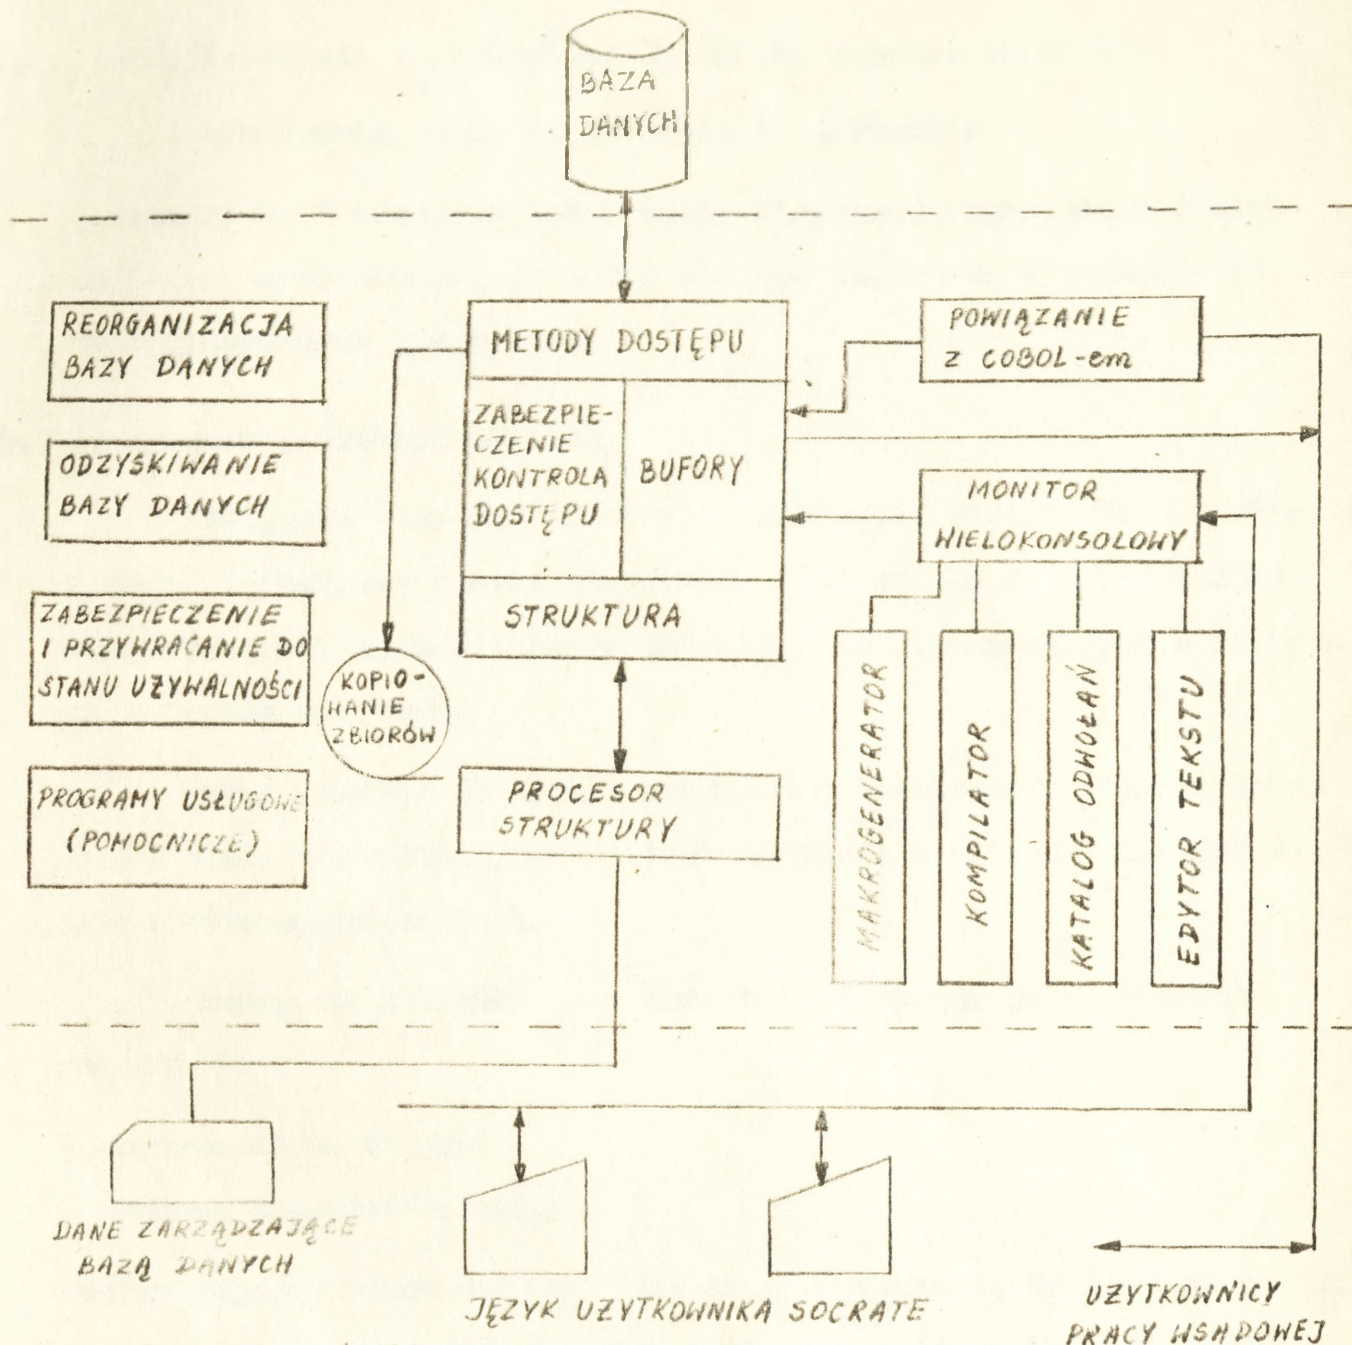 BAZA
DANYCH
REORGANIZACJA
BAZY DANYCH
METODY DOSTĘPU
POWIĄZANIE
z COBOL-em
ZABEZPIE-
CZENIE
KONTROLA
DOSTĘPU
BUFORY
ODZYSKIWANIE
BAZY DANYCH
MONITOR
WIELOKONSOLOWY
ZABEZPIECZENIE
I PRZYWRACANIE DO
STANU UŻYWALNOŚCI
STRUKTURA
KOPIO-
WANIE
ZBIORÓW
MAKROGENERATOR
KOMPILATOR
KATALOG ODWOŁAŃ
EDYTOR TEKSTU
PROGRAMY USŁUGOWE
(POMOCNICZE)
PROCESOR
STRUKTURY
DANE ZARZĄDZAJĄCE
BAZĄ DANYCH
JĘZYK UŻYTKOWNIKA SOCRATE
UŻYTKOWNICY
PRACY WSADOWEJ